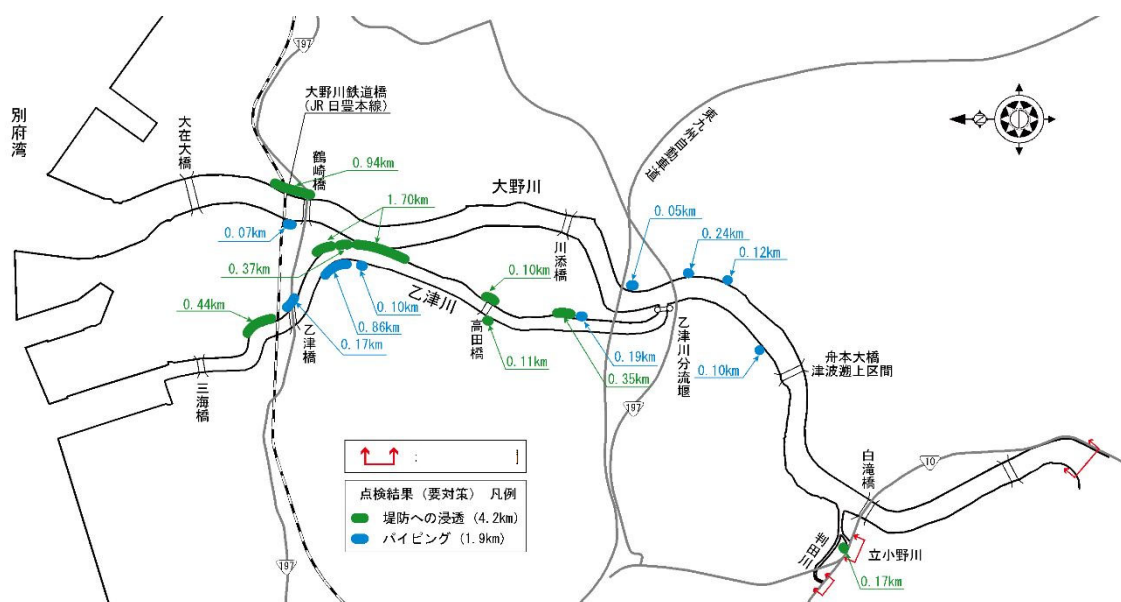 197
大野川鉄道橋
(JR日豊本線)
別府湾
大在大橋
鶴崎橋
0.94km
大野川
東九州自動車道
1.70km
0.07km
0.37km
川添橋
0.05km
0.24km
0.12km
0.10km
乙津川
0.10km
0.44km
乙津橋
0.86km
0.17km
高田橋
0.11km
0.19km
0.35km
乙津川分流堰
0.10km
舟本大橋
津波遡上区間
三海橋
197
白滝橋
10
:
点検結果(要対策) 凡例
堤防への浸透(4.2km)
パイピング(1.9km)
判田川
立小野川
0.17km
197